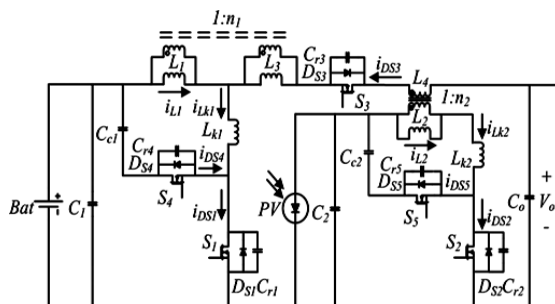 1:n1
L1
L3
Cr3
DS3
iDS3
S3
L4
1:n2
iL1
iLk1
Lk1
Cc1
Cr4
DS4
iDS4
S4
L2
iL2
iLk2
Lk2
Cc2
Cr5
DS5
iDS5
S5
Bat
+
C1
iDS1
S1
DS1Cr1
PV
C2
iDS2
S2
DS2Cr2
Co
+
Vo
-